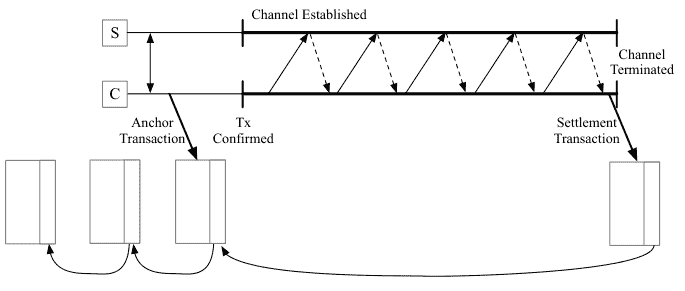 Channel Established
S
Channel
Terminated
C
Anchor
Transaction
Tx
Confirmed
Settlement
Transaction